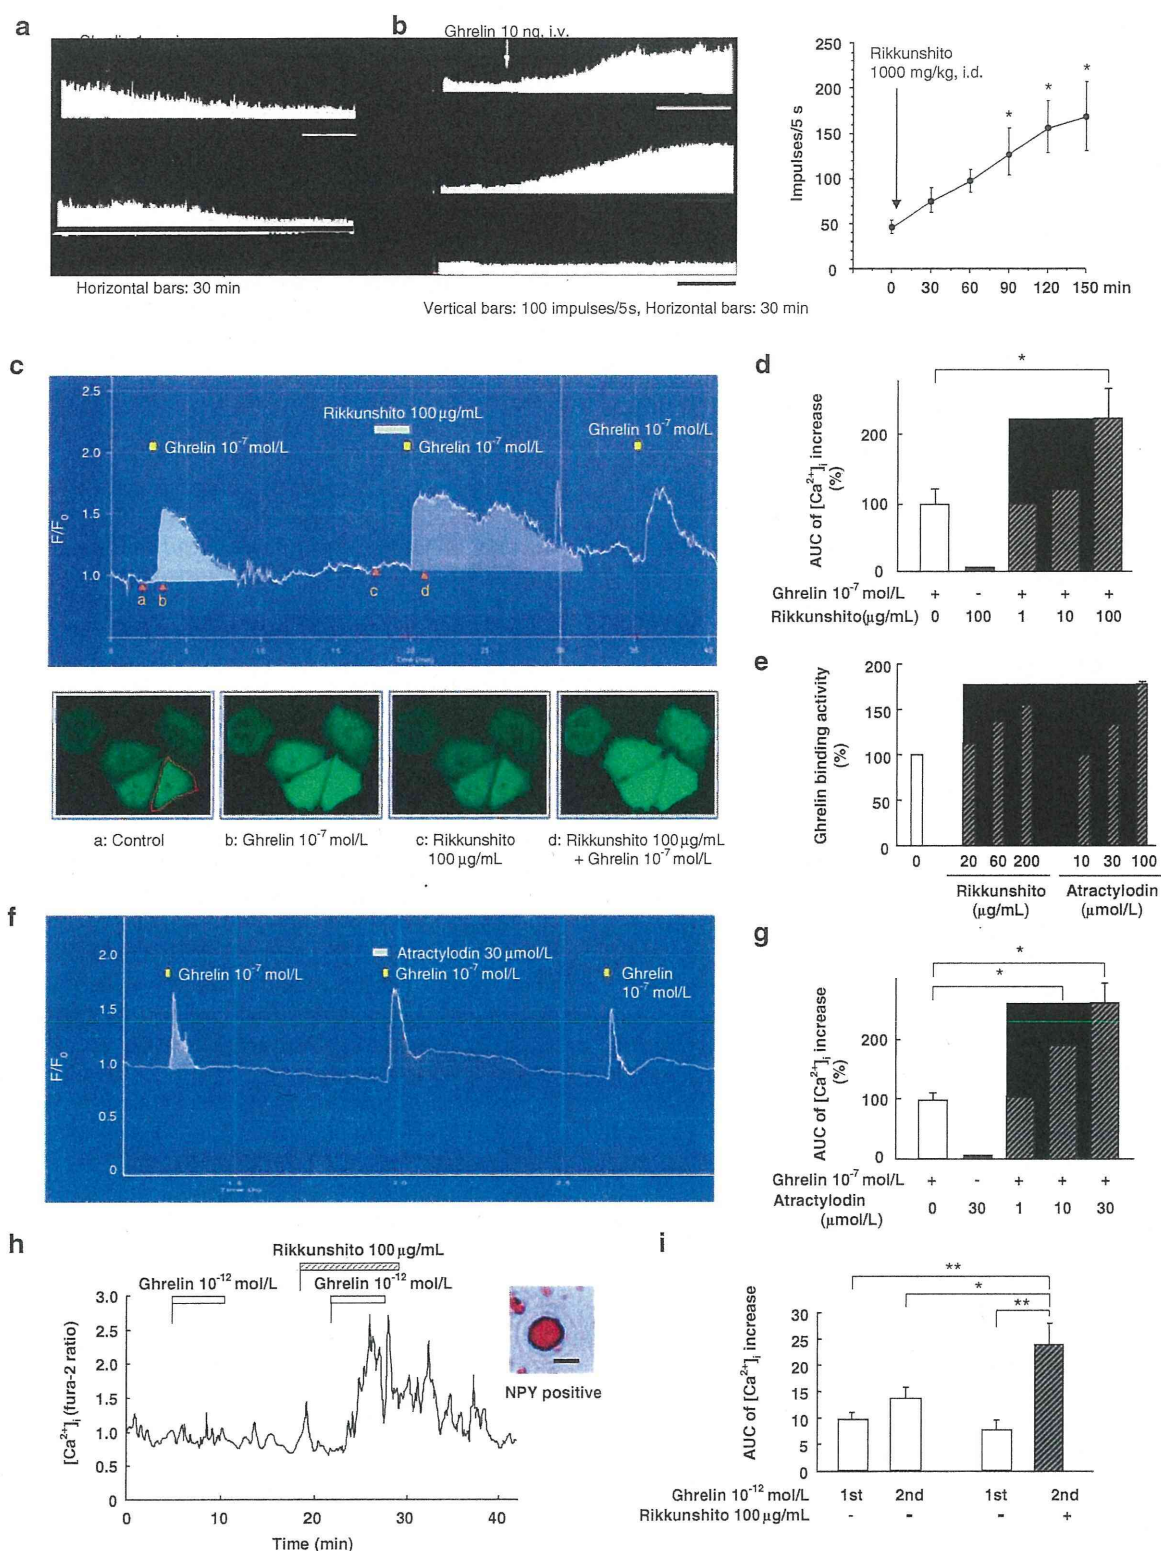 a
b
Ghrelin 10 ng, i.v.
Horizontal bars: 30 min
Vertical bars: 100 impulses/5s, Horizontal bars: 30 min
Impulses/5 s
250
200
150
100
50
0
Rikkunshito
1000 mg/kg, i.d.
*
*
*
0 30 60 90 120 150 min
c
F/F0
2.5
2.0
1.5
1.0
Rikkunshito 100 µg/mL
Ghrelin 10⁻⁷ mol/L
Ghrelin 10⁻⁷ mol/L
Ghrelin 10⁻⁷ mol/L
a b c d
a: Control
b: Ghrelin 10⁻⁷ mol/L
c: Rikkunshito
100 µg/mL
d: Rikkunshito 100 µg/mL
+ Ghrelin 10⁻⁷ mol/L
d
AUC of [Ca²⁺]i increase
(%)
200
100
0
*
Ghrelin 10⁻⁷ mol/L + - + + +
Rikkunshito(µg/mL) 0 100 1 10 100
e
Ghrelin binding activity
(%)
200
150
100
50
0
0 20 60 200 10 30 100
Rikkunshito
(µg/mL)
Atractylodin
(µmol/L)
f
F/F0
2.0
1.5
1.0
0.5
0
Atractylodin 30 µmol/L
Ghrelin 10⁻⁷ mol/L
Ghrelin 10⁻⁷ mol/L
Ghrelin
10⁻⁷ mol/L
g
AUC of [Ca²⁺]i increase
(%)
200
100
0
*
*
Ghrelin 10⁻⁷ mol/L + - + + +
Atractylodin 0 30 1 10 30
(µmol/L)
h
Rikkunshito 100 µg/mL
Ghrelin 10⁻¹² mol/L
Ghrelin 10⁻¹² mol/L
[Ca²⁺]i (fura-2 ratio)
3.0
2.5
2.0
1.5
1.0
0.5
0
0 10 20 30 40
Time (min)
NPY positive
i
AUC of [Ca²⁺]i increase
30
25
20
15
10
5
0
**
*
**
Ghrelin 10⁻¹² mol/L 1st 2nd 1st 2nd
Rikkunshito 100 µg/mL - - - +